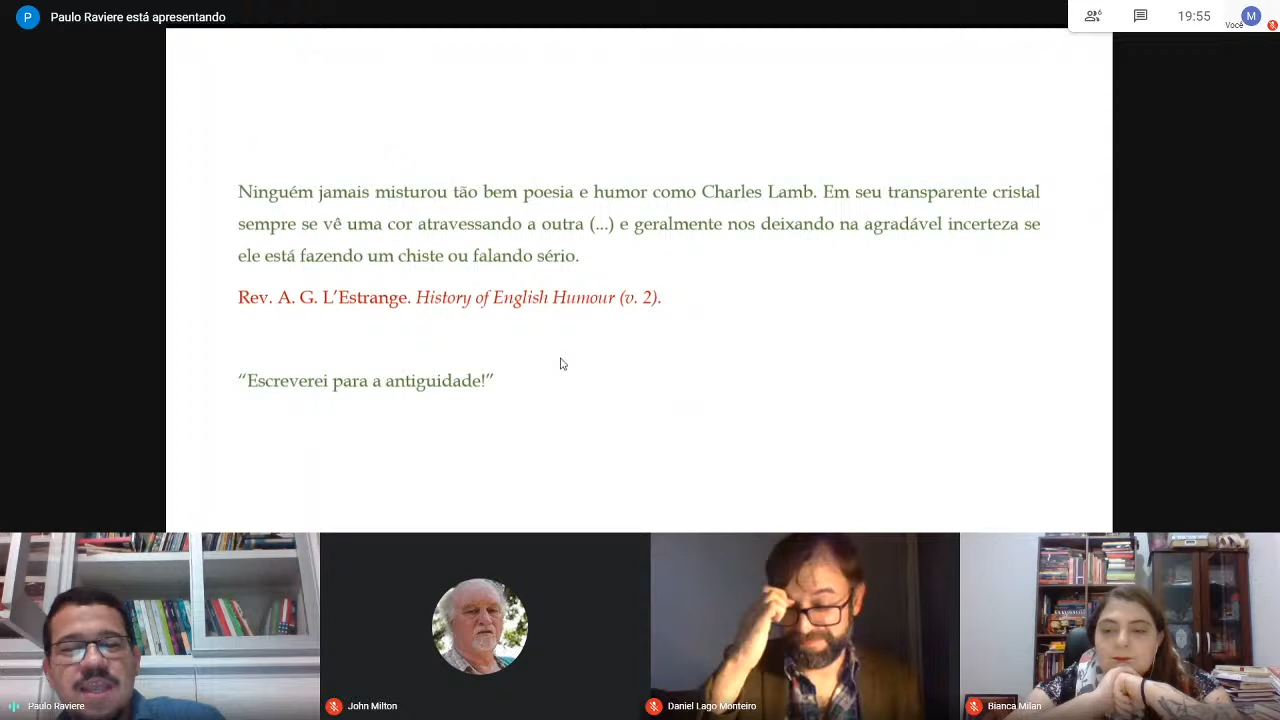 P Paulo Raviere está apresentando
6
19:55
Você
M
Ninguém jamais misturou tão bem poesia e humor como Charles Lamb. Em seu transparente cristal
sempre se vê uma cor atravessando a outra (...) e geralmente nos deixando na agradável incerteza se
ele está fazendo um chiste ou falando sério.
Rev. A. G. L’Estrange. History of English Humour (v. 2).
“Escreverei para a antiguidade!”
Paulo Raviere
John Milton
Daniel Lago Monteiro
Bianca Milan